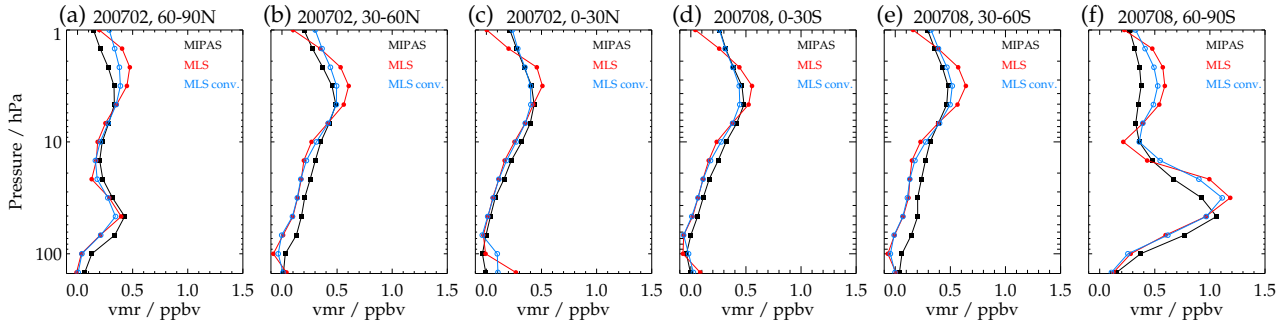 (a) 200702, 60-90N
(b) 200702, 30-60N
(c) 200702, 0-30N
(d) 200708, 0-30S
(e) 200708, 30-60S
(f) 200708, 60-90S
Pressure / hPa
1
10
100
MIPAS
MLS
MLS conv.
MIPAS
MLS
MLS conv.
MIPAS
MLS
MLS conv.
MIPAS
MLS
MLS conv.
MIPAS
MLS
MLS conv.
MIPAS
MLS
MLS conv.
0.0 0.5 1.0 1.5
0.0 0.5 1.0 1.5
0.0 0.5 1.0 1.5
0.0 0.5 1.0 1.5
0.0 0.5 1.0 1.5
0.0 0.5 1.0 1.5
vmr / ppbv
vmr / ppbv
vmr / ppbv
vmr / ppbv
vmr / ppbv
vmr / ppbv